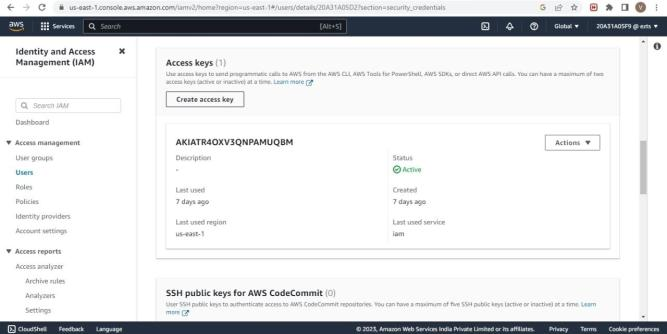 us-east-1.console.aws.amazon.com/iamv2/home?region=us-east-1#/users/details/20A31A05D2?section=security_credentials
aws
Services
Search
[Alt+S]
Global
20A31A05F9 @ exts
Identity and Access
Management (IAM)
Search IAM
Dashboard
Access management
User groups
Users
Roles
Policies
Identity providers
Account settings
Access reports
Access analyzer
Archive rules
Analyzers
Settings
Access keys (1)
Use access keys to send programmatic calls to AWS from the AWS CLI, AWS Tools for PowerShell, AWS SDKs, or direct AWS API calls. You can have a maximum of two
access keys (active or inactive) at a time. Learn more
Create access key
AKIATR4OXV3QNPAMUQBM
Actions
Description
-
Status
Active
Last used
7 days ago
Created
7 days ago
Last used region
us-east-1
Last used service
iam
SSH public keys for AWS CodeCommit (0)
User SSH public keys to authenticate access to AWS CodeCommit repositories. You can have a maximum of five SSH public keys (active or inactive) at a time. Learn
more
CloudShell
Feedback
Language
© 2023, Amazon Web Services India Private Limited or its affiliates.
Privacy
Terms
Cookie preferences